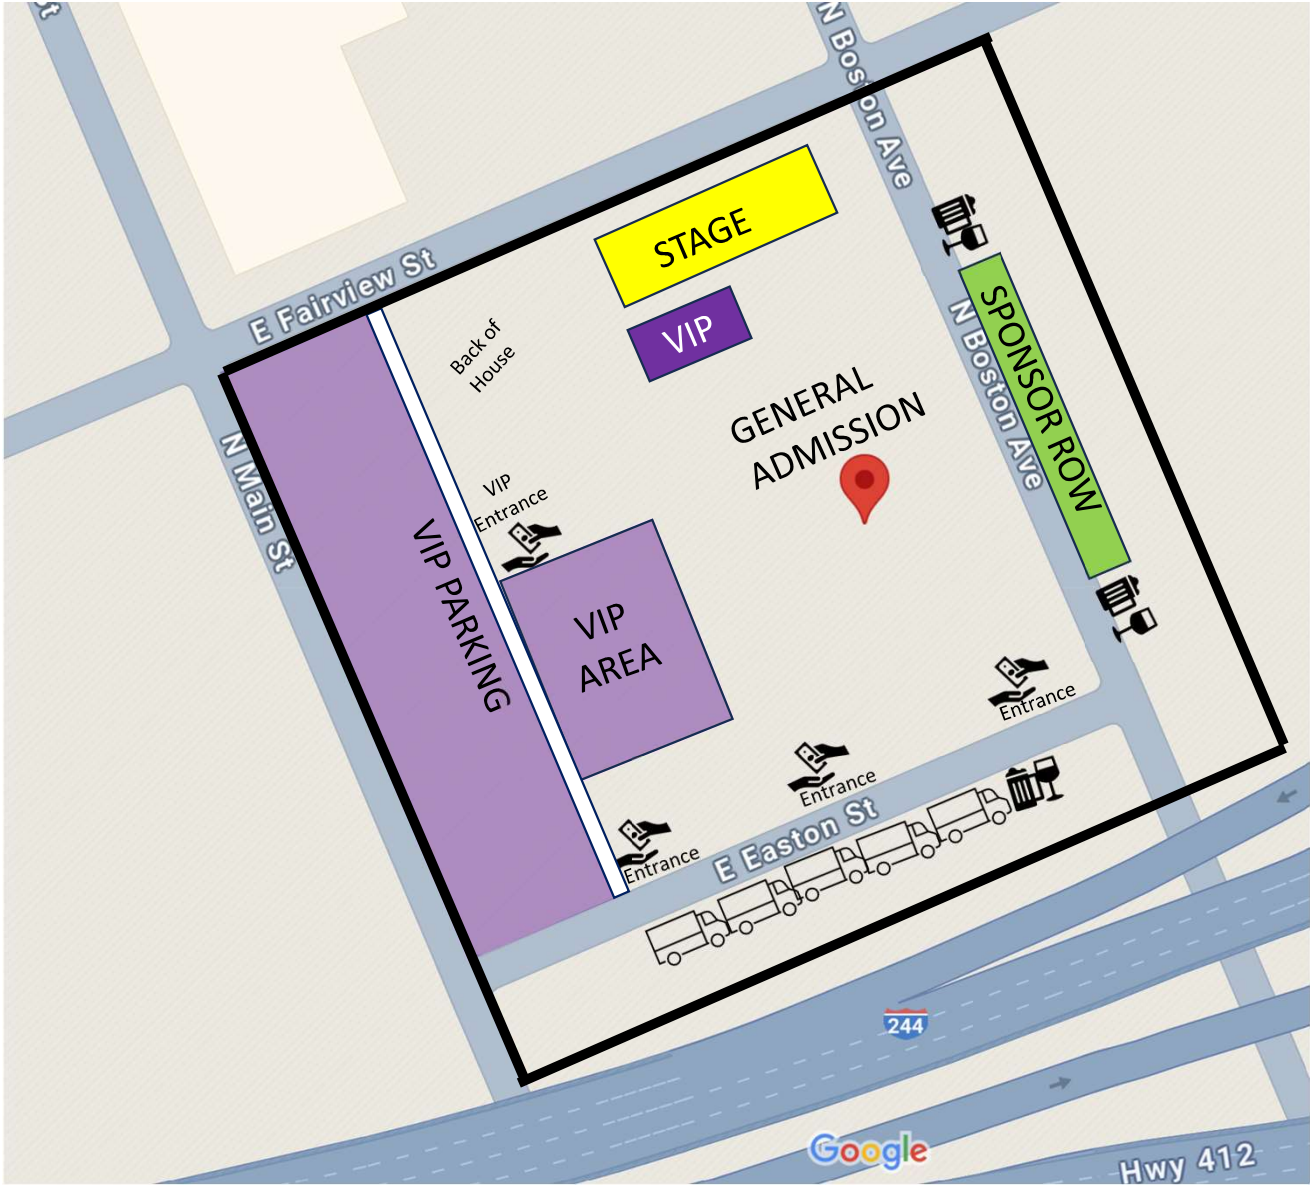 St
N Boston Ave
STAGE
E Fairview St
VIP
Back of
House
N Boston Ave
SPONSOR ROW
GENERAL
ADMISSION
N Main St
VIP
Entrance
VIP PARKING
VIP
AREA
Entrance
Entrance
Entrance
E Easton St
244
Google
Hwy 412